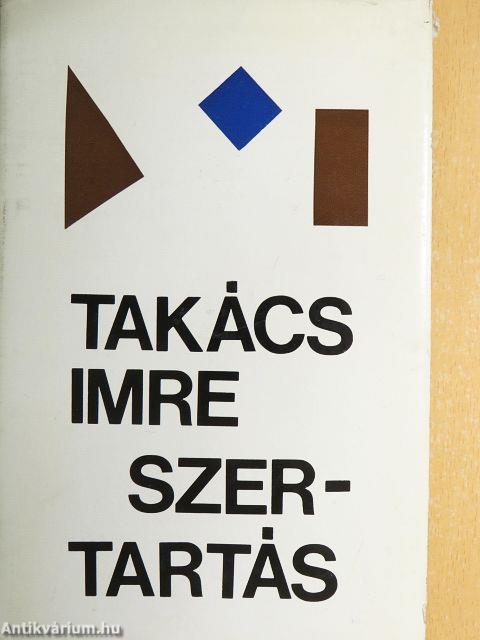 TAKÁCS
IMRE
SZER-
TARTÁS
Antikvárium.hu